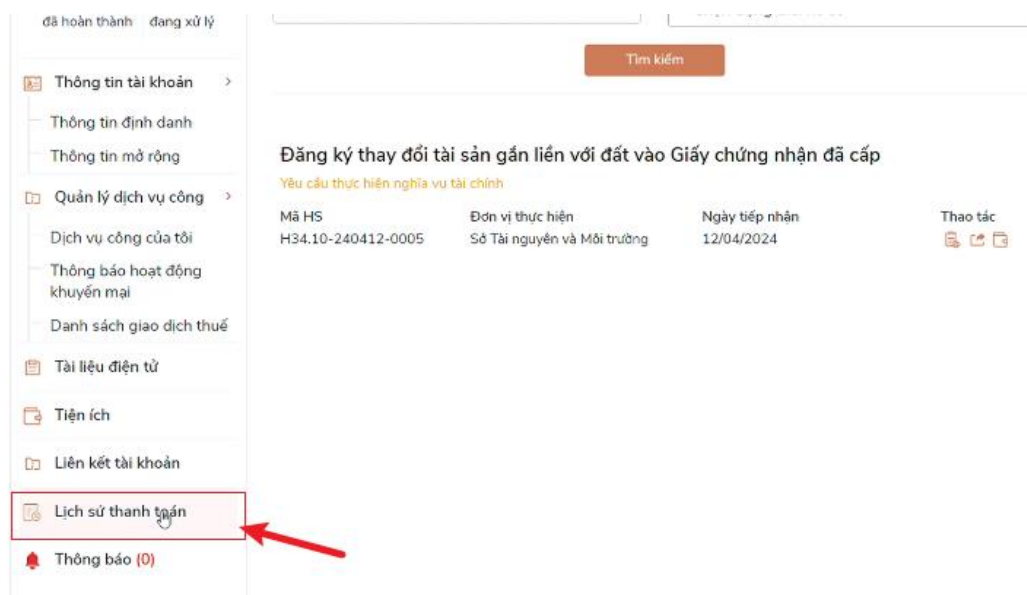 đã hoàn thành đang xử lý
Tìm kiếm
Thông tin tài khoản
Thông tin định danh
Thông tin mở rộng
Quản lý dịch vụ công
Dịch vụ công của tôi
Thông báo hoạt động
khuyến mại
Danh sách giao dịch thuế
Tài liệu điện tử
Tiện ích
Liên kết tài khoản
Lịch sử thanh toán
Thông báo (0)
Đăng ký thay đổi tài sản gắn liền với đất vào Giấy chứng nhận đã cấp
Yêu cầu thực hiện nghĩa vụ tài chính
Mã HS Đơn vị thực hiện Ngày tiếp nhận Thao tác
H34.10-240412-0005 Sở Tài nguyên và Môi trường 12/04/2024